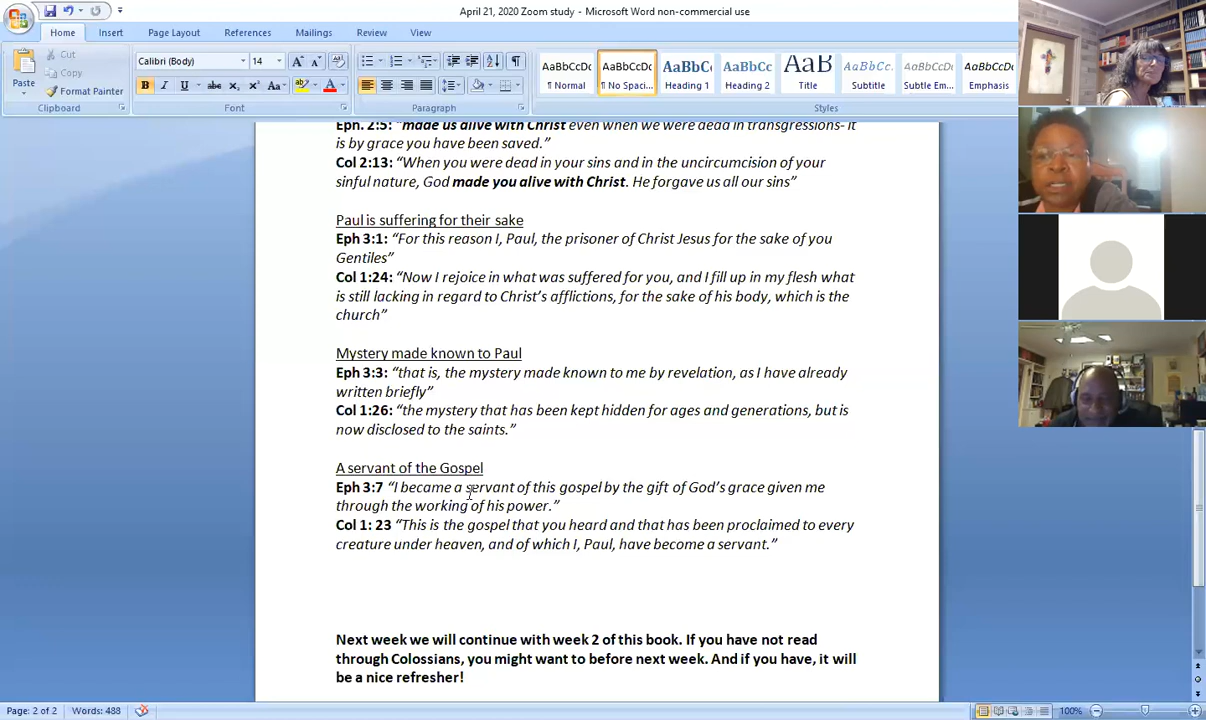 April 21, 2020 Zoom study - Microsoft Word non-commercial use
Home Insert Page Layout References Mailings Review View
Cut
Copy
Format Painter
Paste
Calibri (Body) 14
AaBbCcDc AaBbCcDc AaBbC AaBbCc AaB AaBbCc. AaBbCcDc AaBbCcDc
¶ Normal ¶ No Spaci... Heading 1 Heading 2 Title Subtitle Subtle Em... Emphasis
Clipboard Font Paragraph Styles
Eph. 2:5: “made us alive with Christ even when we were dead in transgressions- it
is by grace you have been saved.”
Col 2:13: “When you were dead in your sins and in the uncircumcision of your
sinful nature, God made you alive with Christ. He forgave us all our sins”
Paul is suffering for their sake
Eph 3:1: “For this reason I, Paul, the prisoner of Christ Jesus for the sake of you
Gentiles”
Col 1:24: “Now I rejoice in what was suffered for you, and I fill up in my flesh what
is still lacking in regard to Christ’s afflictions, for the sake of his body, which is the
church”
Mystery made known to Paul
Eph 3:3: “that is, the mystery made known to me by revelation, as I have already
written briefly”
Col 1:26: “the mystery that has been kept hidden for ages and generations, but is
now disclosed to the saints.”
A servant of the Gospel
Eph 3:7 “I became a servant of this gospel by the gift of God’s grace given me
through the working of his power.”
Col 1: 23 “This is the gospel that you heard and that has been proclaimed to every
creature under heaven, and of which I, Paul, have become a servant.”
Next week we will continue with week 2 of this book. If you have not read
through Colossians, you might want to before next week. And if you have, it will
be a nice refresher!
Page: 2 of 2 Words: 488 100%